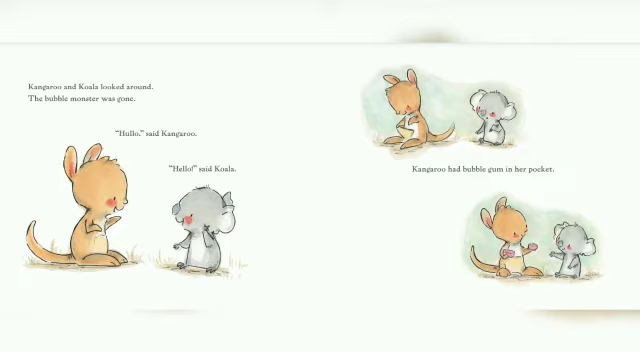 Kangaroo and Koala looked around.
The bubble monster was gone.
"Hullo." said Kangaroo.
"Hello!" said Koala.
Kangaroo had bubble gum in her pocket.